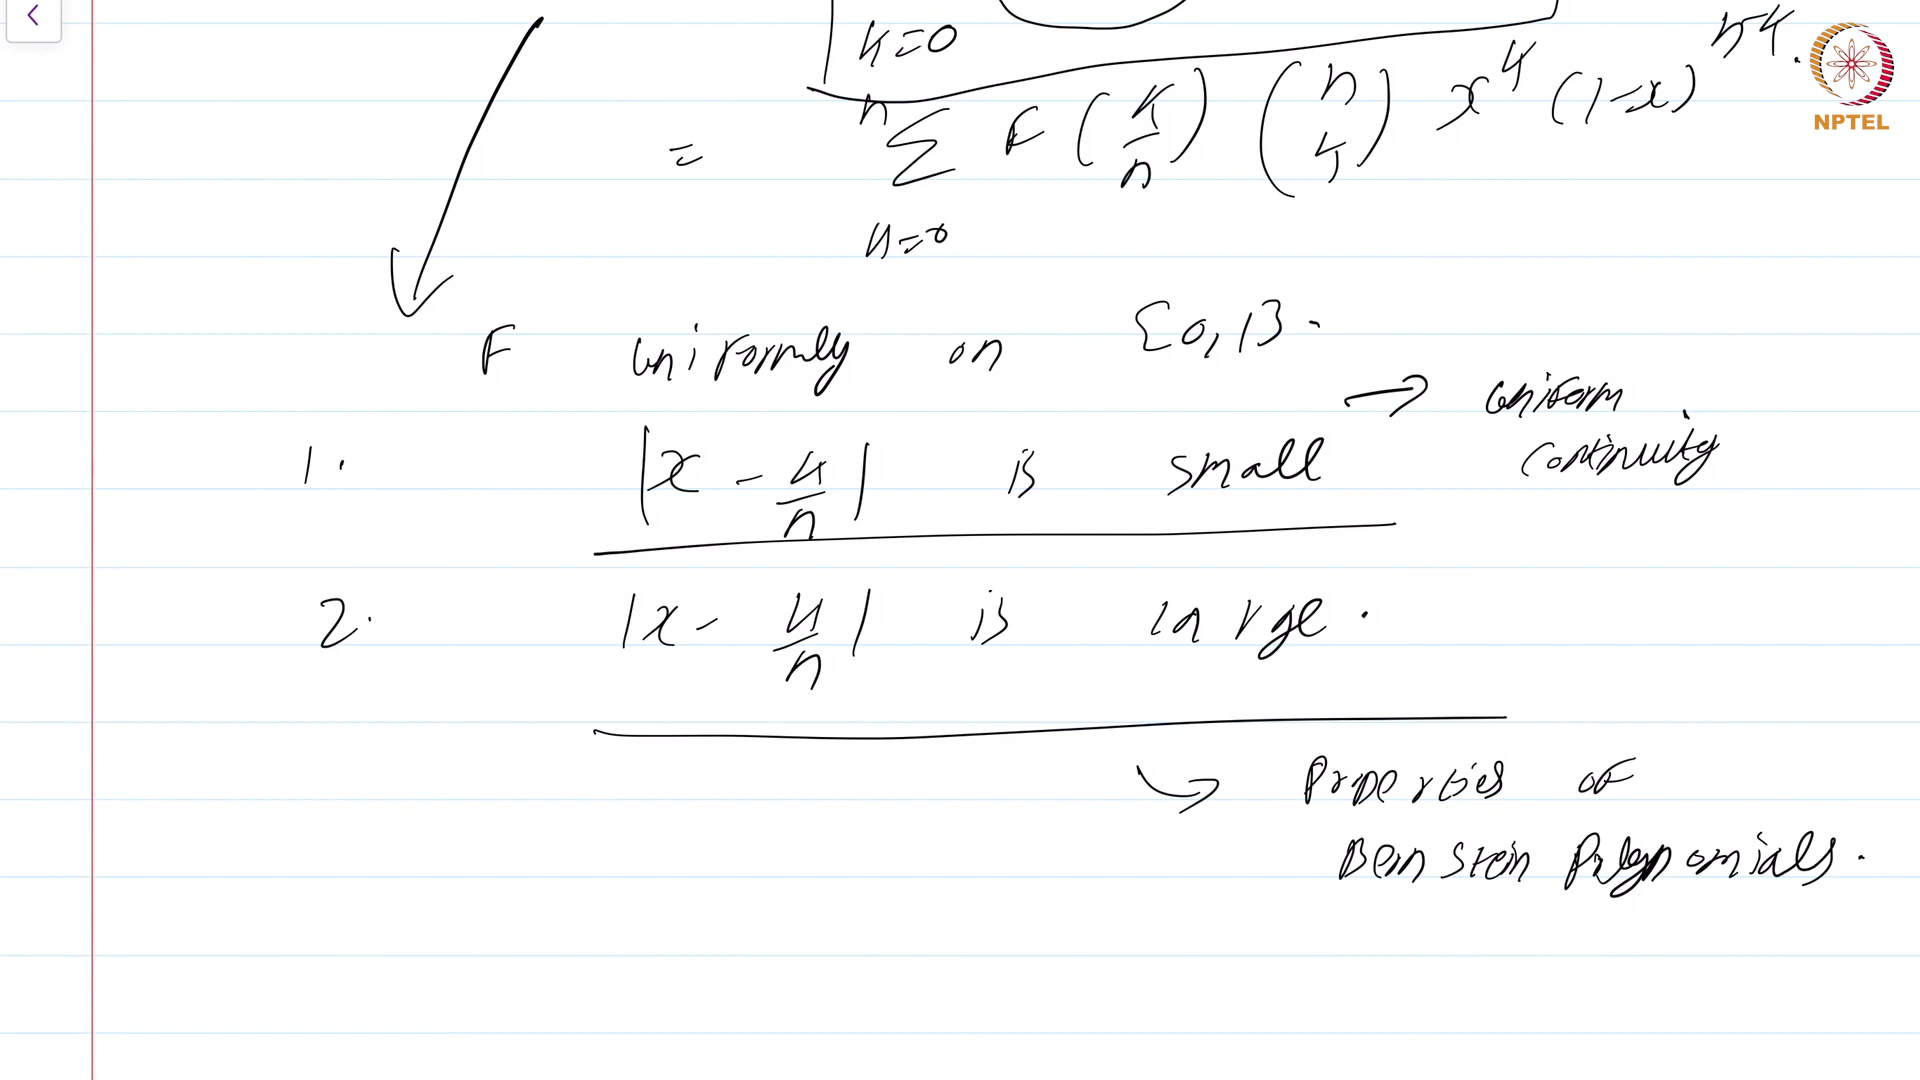 k=0
= n∑k=0 F(k/n) (n k) x^k (1-x)^n-k.
NPTEL
F uniformly on [0,1].
→ uniform continuity
1. |x - k/n| is small
2. |x - k/n| is large.
↳ Properties of
Bernstein Polynomials.